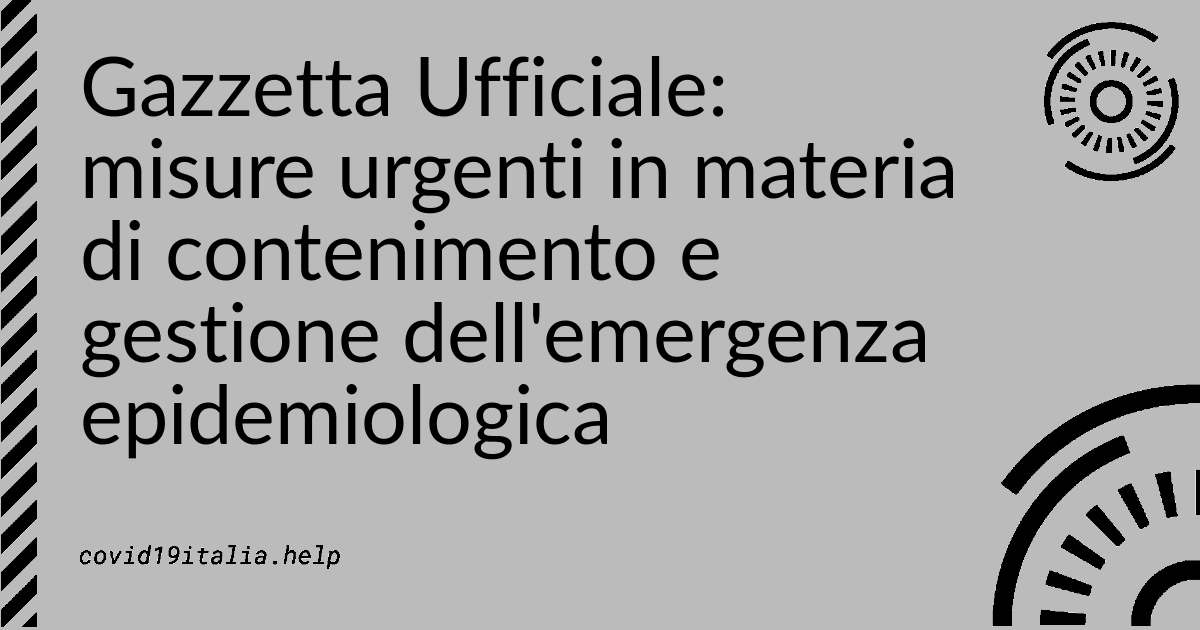 Gazzetta Ufficiale:
misure urgenti in materia
di contenimento e
gestione dell'emergenza
epidemiologica
covid19italia.help